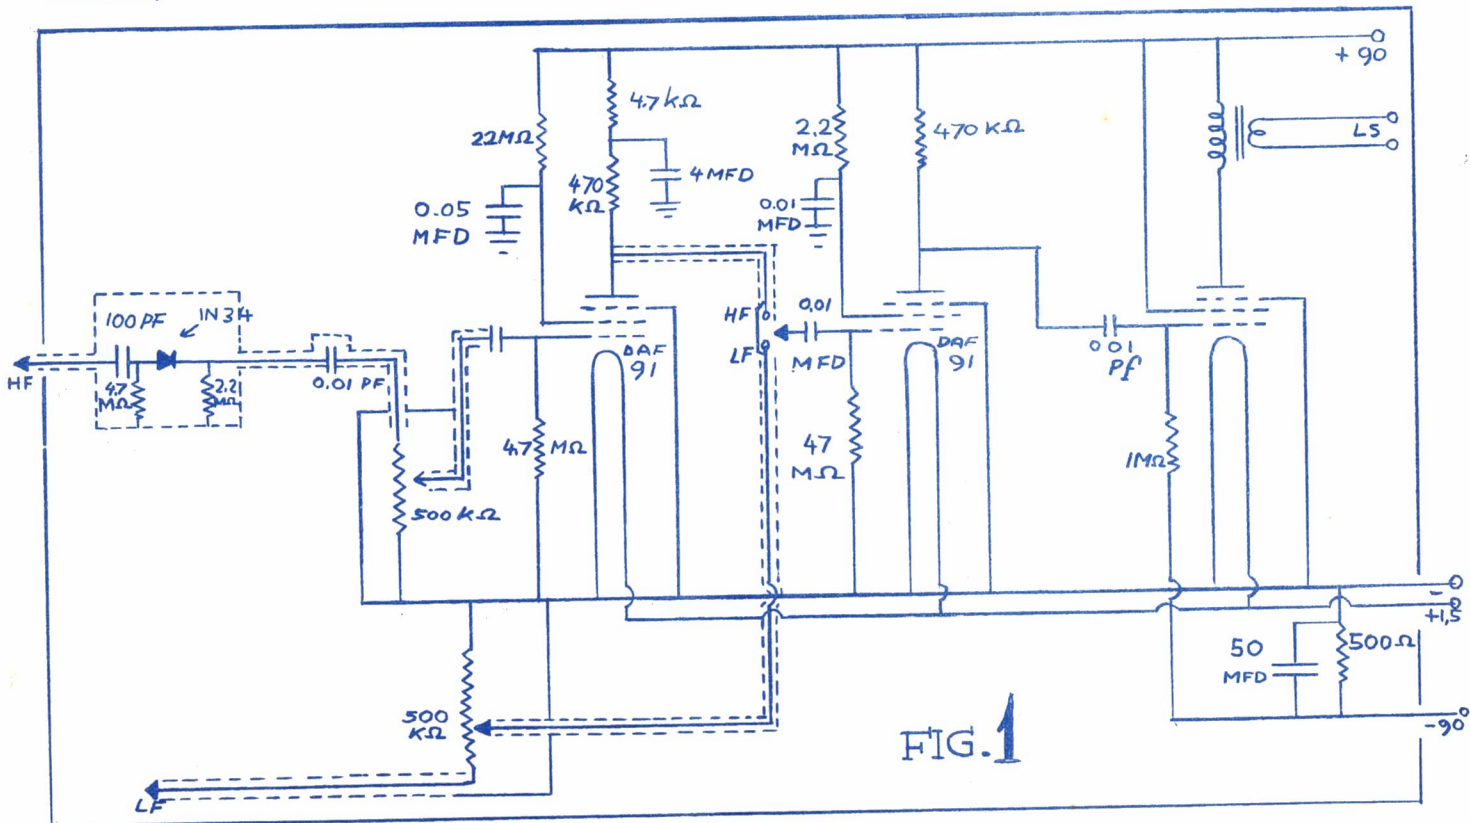 + 90
4.7 KΩ
22MΩ
2.2
MΩ
470 KΩ
LS
470
KΩ
4 MFD
0.05
MFD
0.01
MFD
100 PF
IN34
HF
LF
0,01
MFD
DAF
91
DAF
91
0.01
Pf
HF
4.7
MΩ
2.2
MΩ
0.01 PF
4.7 MΩ
47
MΩ
1MΩ
500 KΩ
-
+1,5
50
MFD
500Ω
500
KΩ
-90
FIG.1
LF